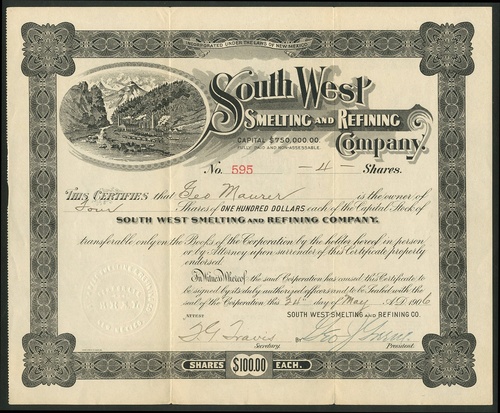 INCORPORATED UNDER THE LAWS OF NEW MEXICO.
South West
SMELTING AND REFINING
Company.
CAPITAL $750,000.00
FULL PAID AND NON-ASSESSABLE
No. 595 — 4 — Shares.
THIS CERTIFIES that Geo Maurer is the owner of
Four Shares of ONE HUNDRED DOLLARS each of the Capital Stock of
SOUTH WEST SMELTING AND REFINING COMPANY.
transferable only on the Books of the Corporation by the holder hereof in person
or by Attorney upon surrender of this Certificate properly
endorsed.
In Witness Whereof, the said Corporation has caused this Certificate to
be signed by its duly authorized officers and to be sealed with the
seal of the Corporation this 24th day of May A.D. 1906
ATTEST
SOUTH WEST SMELTING AND REFINING CO.
F. G. Travis
Secretary.
President.
SHARES $100.00 EACH.